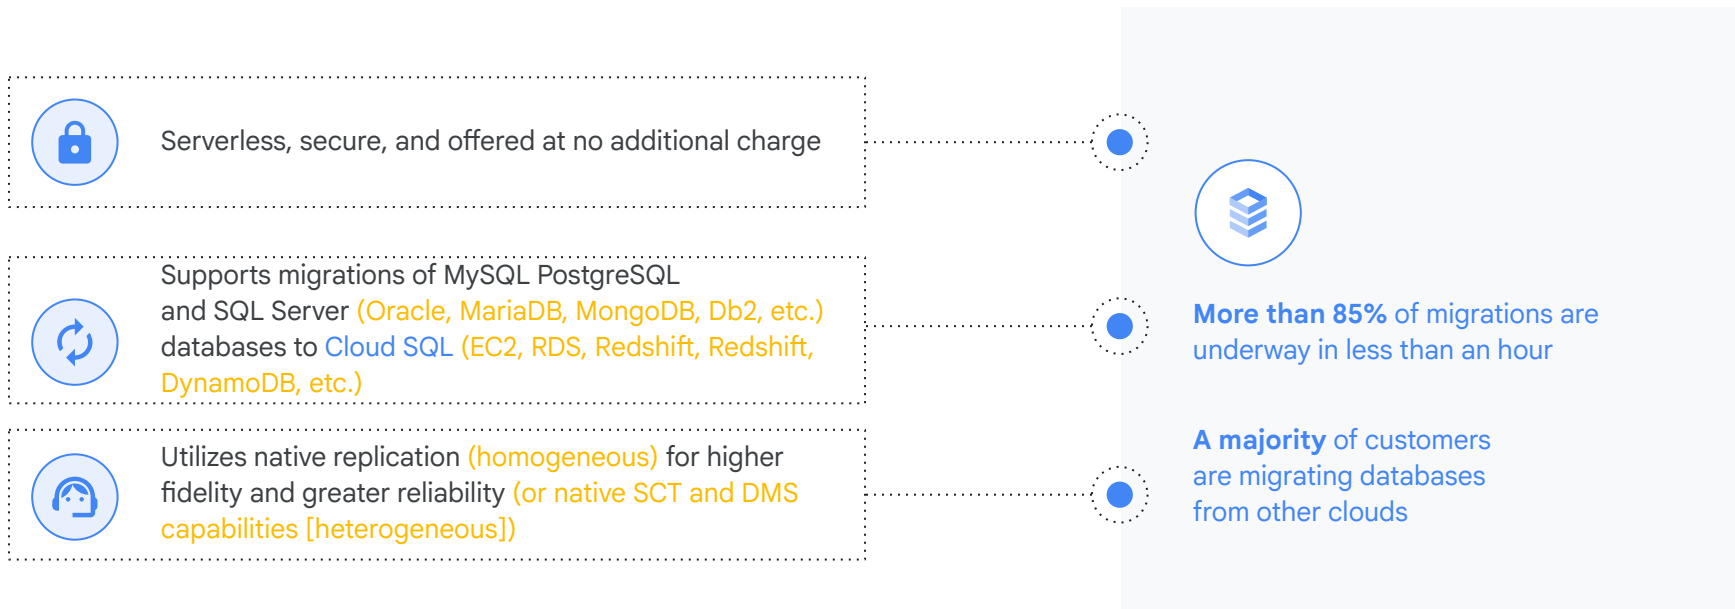 Serverless, secure, and offered at no additional charge
Supports migrations of MySQL PostgreSQL
and SQL Server (Oracle, MariaDB, MongoDB, Db2, etc.)
databases to Cloud SQL (EC2, RDS, Redshift, Redshift,
DynamoDB, etc.)
Utilizes native replication (homogeneous) for higher
fidelity and greater reliability (or native SCT and DMS
capabilities [heterogeneous])
More than 85% of migrations are
underway in less than an hour
A majority of customers
are migrating databases
from other clouds